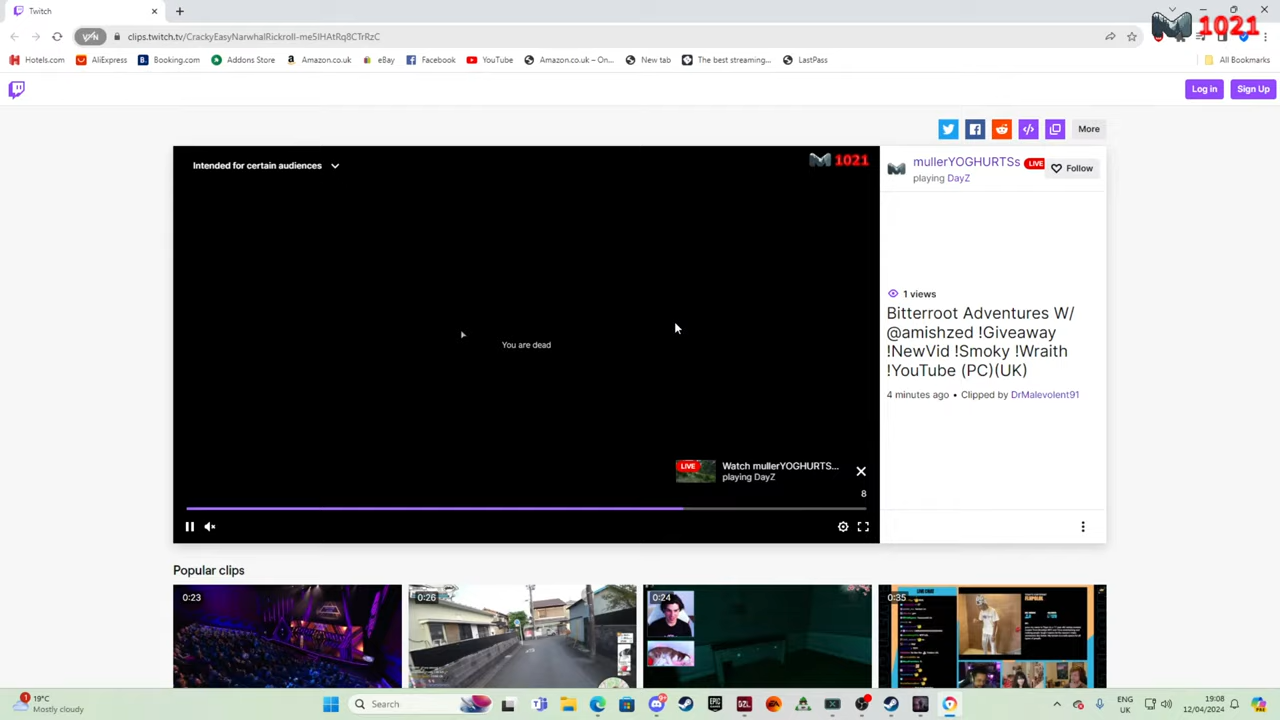 Twitch
1021
VPN
clips.twitch.tv/CrackyEasyNarwhalRickroll-me5IHAtRq8CTrRzC
Hotels.com
AliExpress
Booking.com
Addons Store
Amazon.co.uk
eBay
Facebook
YouTube
Amazon.co.uk – On...
New tab
The best streaming...
LastPass
All Bookmarks
Log in
Sign Up
More
Intended for certain audiences
1021
mullerYOGHURTSs
LIVE
Follow
playing DayZ
1 views
Bitterroot Adventures W/
@amishzed !Giveaway
!NewVid !Smoky !Wraith
!YouTube (PC)(UK)
You are dead
4 minutes ago • Clipped by DrMalevolent91
LIVE
Watch mullerYOGHURTS...
playing DayZ
8
Popular clips
0:23
0:26
0:24
0:35
19°C
Mostly cloudy
Search
ENG
UK
19:08
12/04/2024